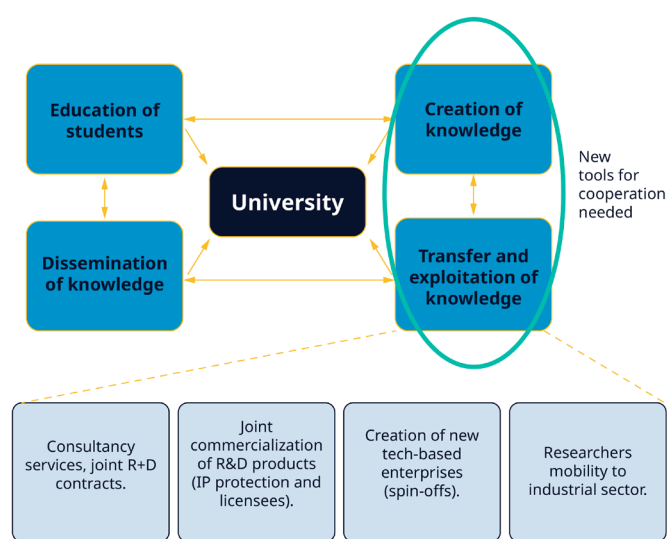 Education of
students
Creation of
knowledge
New
tools for
cooperation
needed
University
Dissemination
of knowledge
Transfer and
exploitation of
knowledge
Consultancy
services, joint R+D
contracts.
Joint
commercialization
of R&D products
(IP protection and
licensees).
Creation of new
tech-based
enterprises
(spin-offs).
Researchers
mobility to
industrial sector.